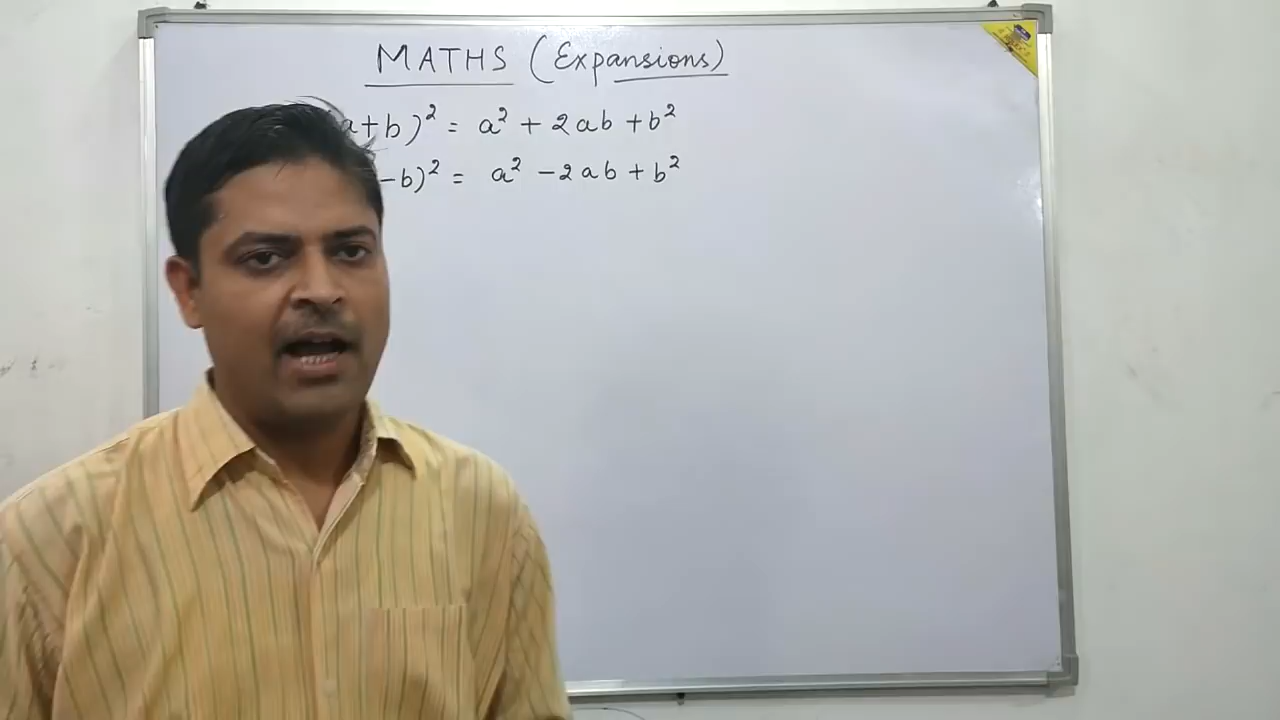 MATHS (Expansions)
a+b)² = a² + 2ab + b²
-b)² = a² - 2ab + b²